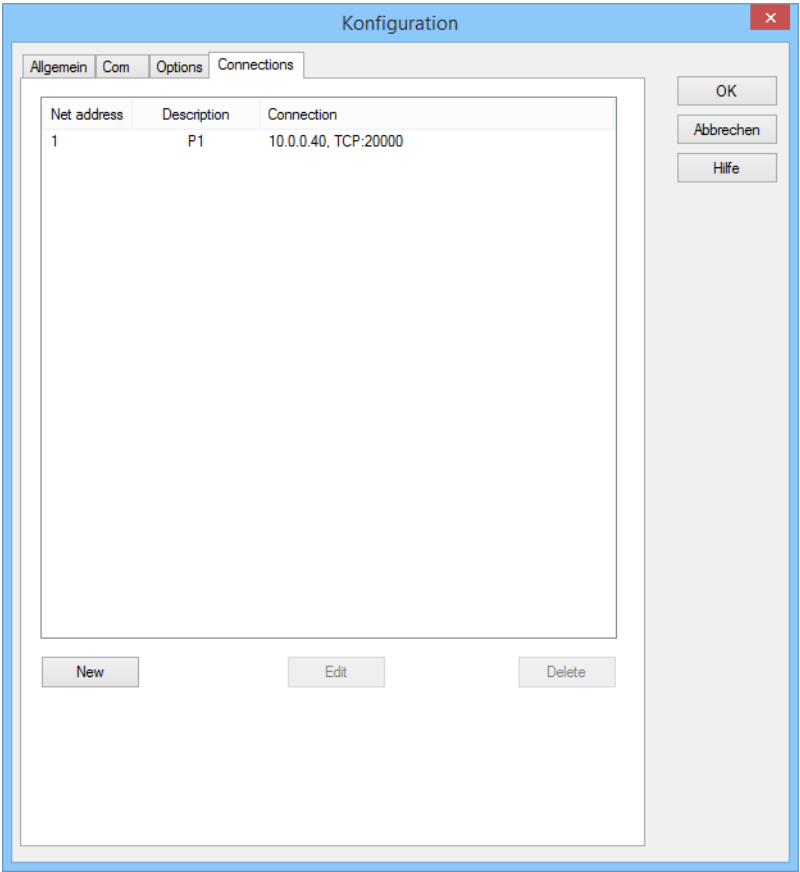 Konfiguration
Allgemein Com Options Connections
OK
Abbrechen
Hilfe
Net address Description Connection
1 P1 10.0.0.40, TCP:20000
New Edit Delete